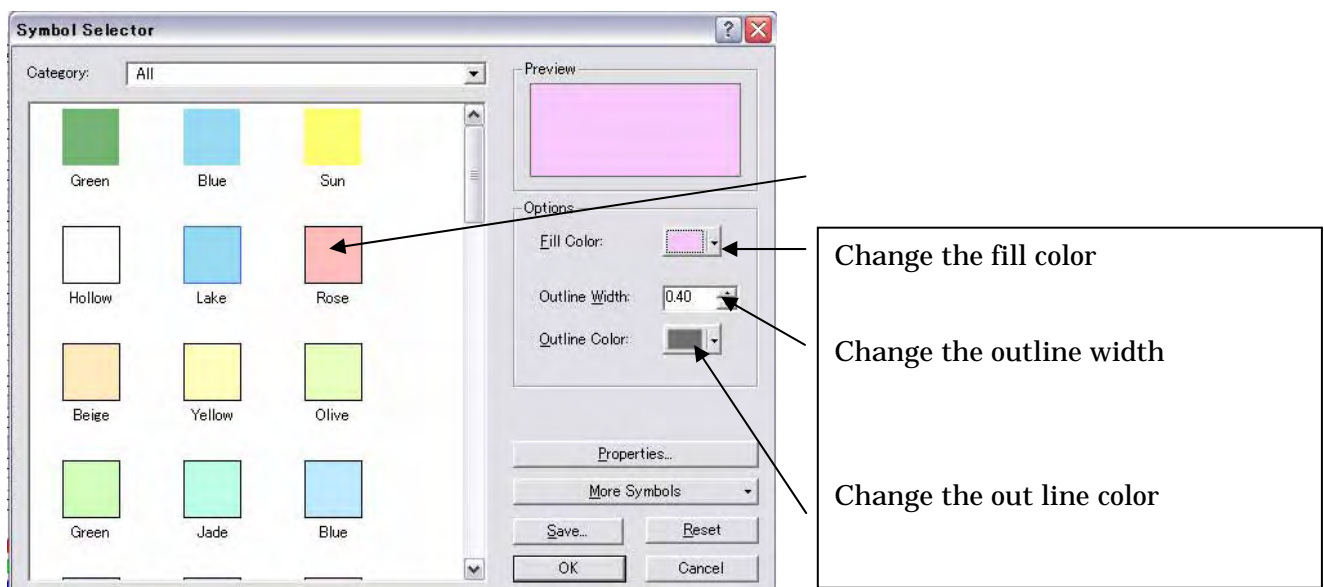 Symbol Selector
Category: All
Green Blue Sun
Hollow Lake Rose
Beige Yellow Olive
Green Jade Blue
Preview
Options
Fill Color:
Outline Width: 0.40
Outline Color:
Properties...
More Symbols
Save... Reset
OK Cancel
Change the fill color
Change the outline width
Change the out line color